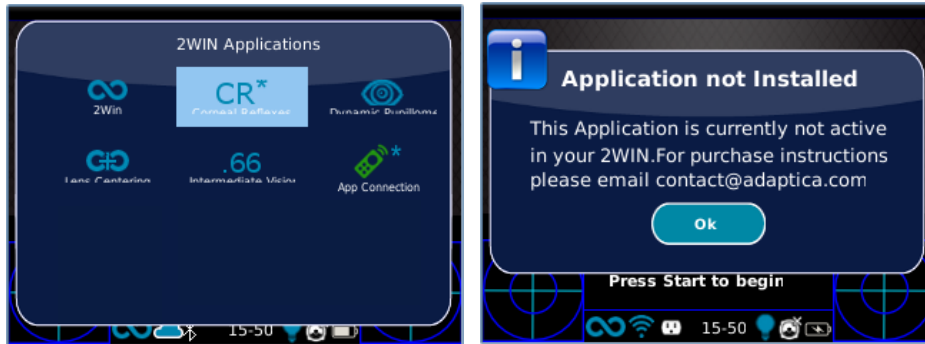 2WIN Applications
2Win
CR*
Corneal Reflexes
Dynamic Pupillome
Lens Centering
.66
Intermediate Vision
*
App Connection
15-50
i
Application not Installed
This Application is currently not active
in your 2WIN.For purchase instructions
please email contact@adaptica.com
Ok
Press Start to begin
15-50